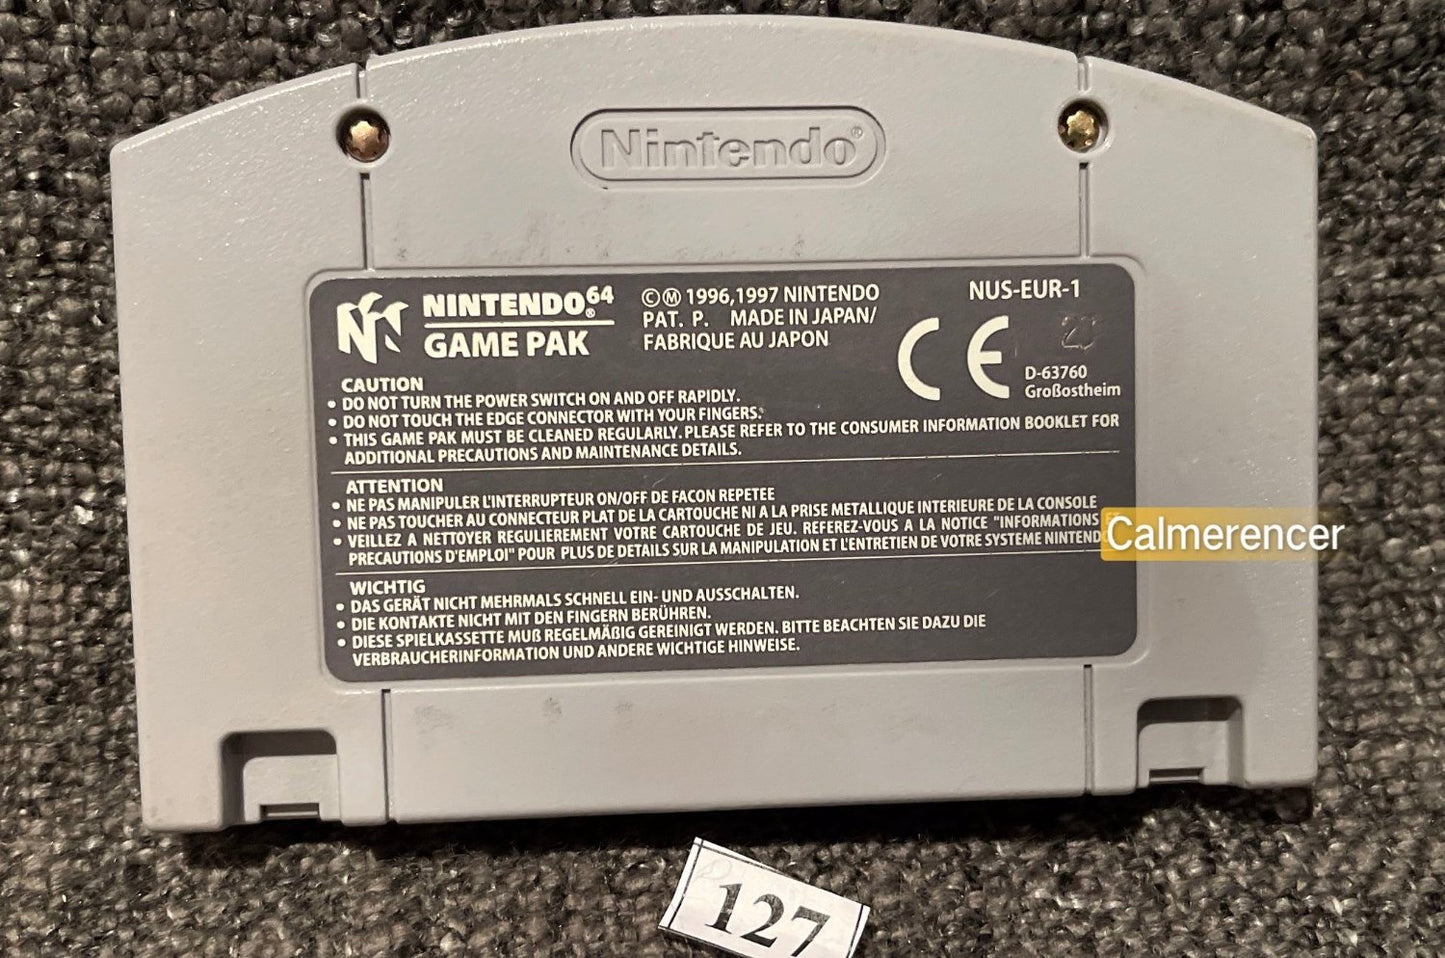 Nintendo®
NINTENDO64®
GAME PAK
©Ⓜ 1996,1997 NINTENDO
PAT. P. MADE IN JAPAN/
FABRIQUE AU JAPON
NUS-EUR-1
CE
D-63760
Großostheim
CAUTION
• DO NOT TURN THE POWER SWITCH ON AND OFF RAPIDLY.
• DO NOT TOUCH THE EDGE CONNECTOR WITH YOUR FINGERS.
• THIS GAME PAK MUST BE CLEANED REGULARLY. PLEASE REFER TO THE CONSUMER INFORMATION BOOKLET FOR
ADDITIONAL PRECAUTIONS AND MAINTENANCE DETAILS.
ATTENTION
• NE PAS MANIPULER L'INTERRUPTEUR ON/OFF DE FACON REPETEE
• NE PAS TOUCHER AU CONNECTEUR PLAT DE LA CARTOUCHE NI A LA PRISE METALLIQUE INTERIEURE DE LA CONSOLE
• VEILLEZ A NETTOYER REGULIEREMENT VOTRE CARTOUCHE DE JEU. REFEREZ-VOUS A LA NOTICE "INFORMATIONS
PRECAUTIONS D'EMPLOI" POUR PLUS DE DETAILS SUR LA MANIPULATION ET L'ENTRETIEN DE VOTRE SYSTEME NINTEND
Calmerencer
WICHTIG
• DAS GERÄT NICHT MEHRMALS SCHNELL EIN- UND AUSSCHALTEN.
• DIE KONTAKTE NICHT MIT DEN FINGERN BERÜHREN.
• DIESE SPIELKASSETTE MUß REGELMÄßIG GEREINIGT WERDEN. BITTE BEACHTEN SIE DAZU DIE
VERBRAUCHERINFORMATION UND ANDERE WICHTIGE HINWEISE.
127